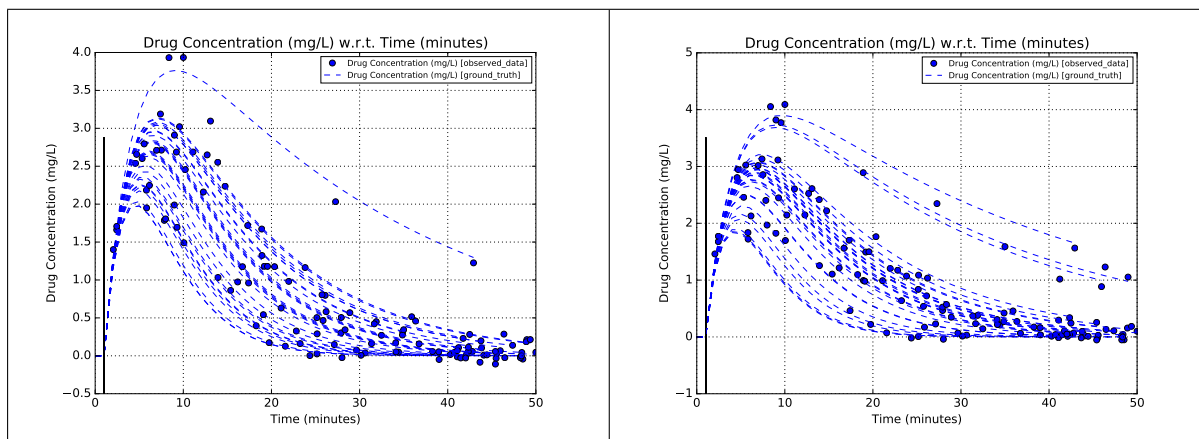 Drug Concentration (mg/L) w.r.t. Time (minutes)
Drug Concentration (mg/L) [observed_data]
Drug Concentration (mg/L) [ground_truth]
Drug Concentration (mg/L)
4.0
3.5
3.0
2.5
2.0
1.5
1.0
0.5
0.0
−0.5
0 10 20 30 40 50
Time (minutes)
Drug Concentration (mg/L) w.r.t. Time (minutes)
Drug Concentration (mg/L) [observed_data]
Drug Concentration (mg/L) [ground_truth]
Drug Concentration (mg/L)
5
4
3
2
1
0
−1
0 10 20 30 40 50
Time (minutes)